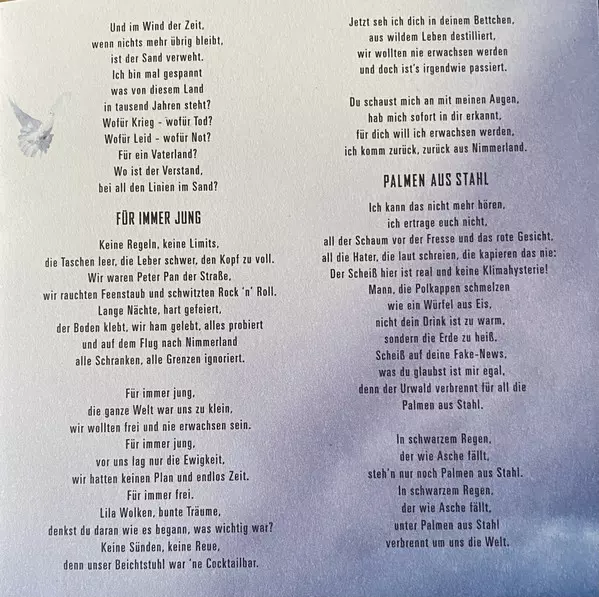 Und im Wind der Zeit,
wenn nichts mehr übrig bleibt,
ist der Sand verweht.
Ich bin mal gespannt
was von diesem Land
in tausend Jahren steht?
Wofür Krieg - wofür Tod?
Wofür Leid - wofür Not?
Für ein Vaterland?
Wo ist der Verstand,
bei all den Linien im Sand?
FÜR IMMER JUNG
Keine Regeln, keine Limits,
die Taschen leer, die Leber schwer, den Kopf zu voll.
Wir waren Peter Pan der Straße,
wir rauchten Feenstaub und schwitzten Rock 'n' Roll.
Lange Nächte, hart gefeiert,
der Boden klebt, wir ham gelebt, alles probiert
und auf dem Flug nach Nimmerland
alle Schranken, alle Grenzen ignoriert.
Für immer jung,
die ganze Welt war uns zu klein,
wir wollten frei und nie erwachsen sein.
Für immer jung,
vor uns lag nur die Ewigkeit,
wir hatten keinen Plan und endlos Zeit.
Für immer frei.
Lila Wolken, bunte Träume,
denkst du daran wie es begann, was wichtig war?
Keine Sünden, keine Reue,
denn unser Beichtstuhl war 'ne Cocktailbar.
Jetzt seh ich dich in deinem Bettchen,
aus wildem Leben destilliert,
wir wollten nie erwachsen werden
und doch ist's irgendwie passiert.
Du schaust mich an mit meinen Augen,
hab mich sofort in dir erkannt,
für dich will ich erwachsen werden,
ich komm zurück, zurück aus Nimmerland.
PALMEN AUS STAHL
Ich kann das nicht mehr hören,
ich ertrage euch nicht,
all der Schaum vor der Fresse und das rote Gesicht,
all die Hater, die laut schreien, die kapieren das nie:
Der Scheiß hier ist real und keine Klimahysterie!
Mann, die Polkappen schmelzen
wie ein Würfel aus Eis,
nicht dein Drink ist zu warm,
sondern die Erde zu heiß.
Scheiß auf deine Fake-News,
was du glaubst ist mir egal,
denn der Urwald verbrennt für all die
Palmen aus Stahl.
In schwarzem Regen,
der wie Asche fällt,
steh'n nur noch Palmen aus Stahl.
In schwarzem Regen,
der wie Asche fällt,
unter Palmen aus Stahl
verbrennt um uns die Welt.